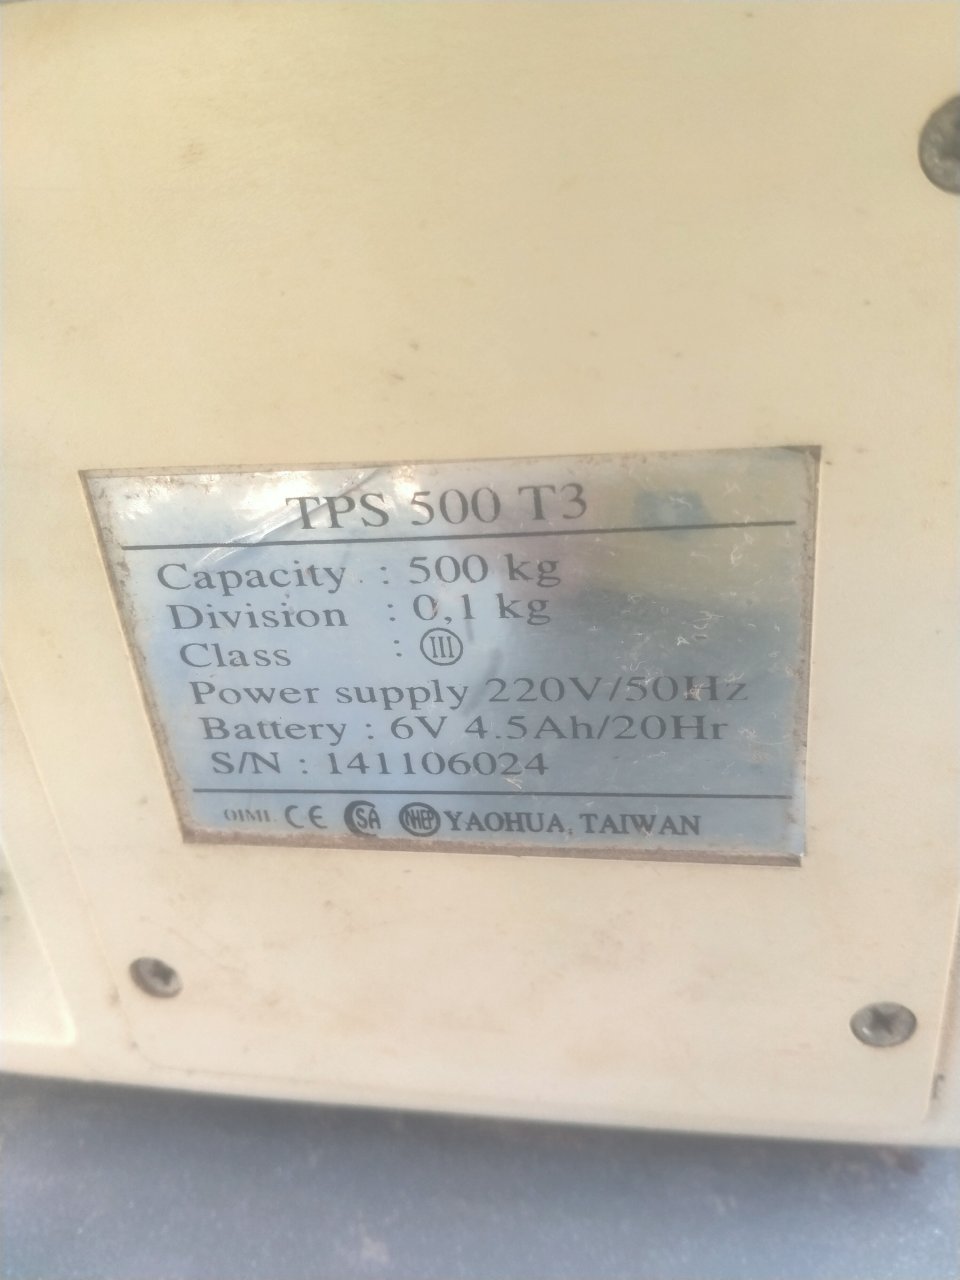 TPS 500 T3
Capacity : 500 kg
Division : 0,1 kg
Class : III
Power supply 220V/50Hz
Battery : 6V 4.5Ah/20Hr
S/N : 141106024
OIML CE SA NHEP YAOHUA, TAIWAN